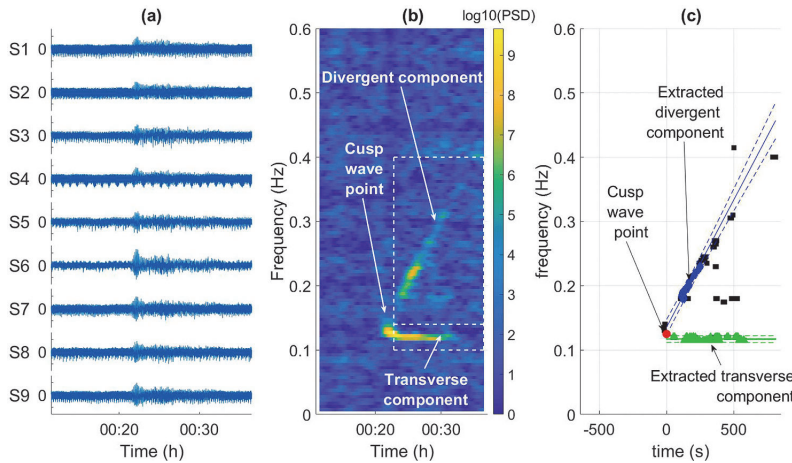 (a)
S1 0
S2 0
S3 0
S4 0
S5 0
S6 0
S7 0
S8 0
S9 0
00:20 00:30
Time (h)
(b)
log10(PSD)
0.6
0.5
0.4
0.3
0.2
0.1
0
Frequency (Hz)
Divergent component
Cusp
wave
point
Transverse
component
00:20 00:30
Time (h)
9
8
7
6
5
4
3
2
1
0
(c)
0.6
0.5
0.4
0.3
0.2
0.1
0
frequency (Hz)
Extracted
divergent
component
Cusp
wave
point
Extracted transverse
component
-500 0 500
time (s)